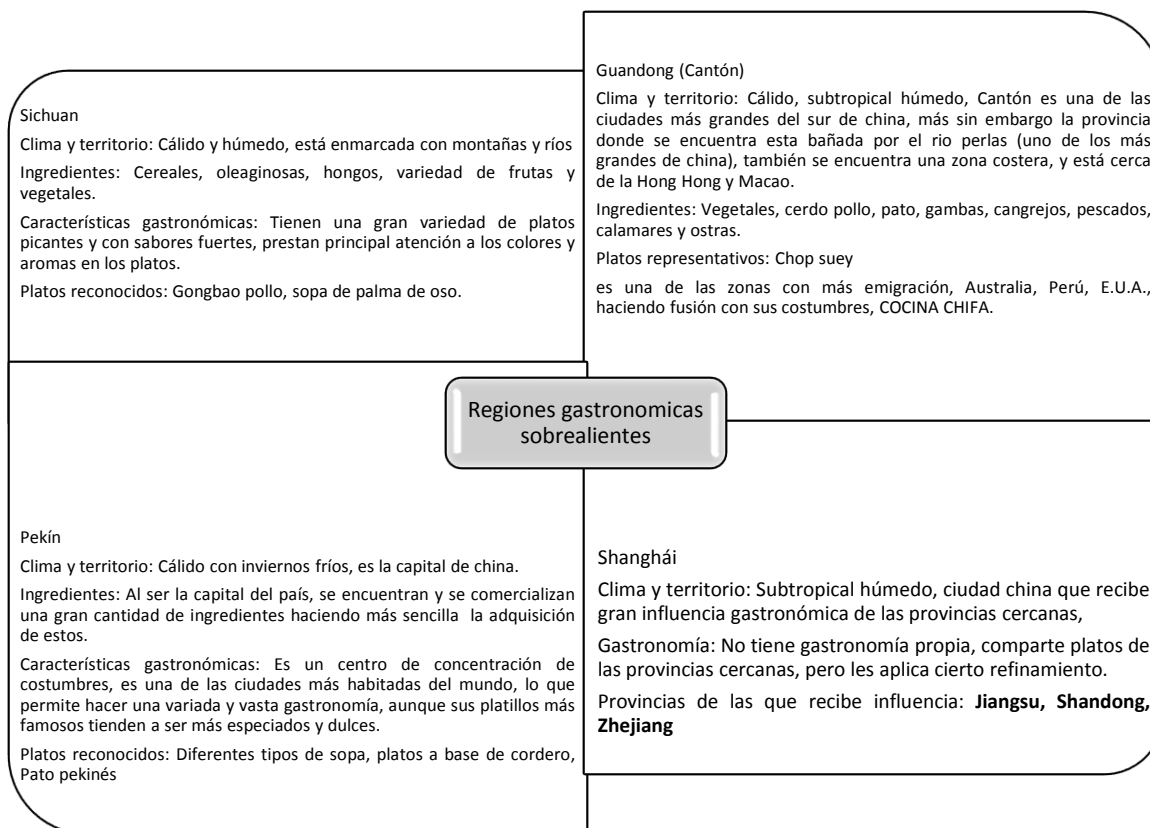 Sichuan
Clima y territorio: Cálido y húmedo, está enmarcada con montañas y ríos
Ingredientes: Cereales, oleaginosas, hongos, variedad de frutas y
vegetales.
Características gastronómicas: Tienen una gran variedad de platos
picantes y con sabores fuertes, prestan principal atención a los colores y
aromas en los platos.
Platos reconocidos: Gongbao pollo, sopa de palma de oso.
Guandong (Cantón)
Clima y territorio: Cálido, subtropical húmedo, Cantón es una de las
ciudades más grandes del sur de china, más sin embargo la provincia
donde se encuentra esta bañada por el rio perlas (uno de los más
grandes de china), también se encuentra una zona costera, y está cerca
de la Hong Hong y Macao.
Ingredientes: Vegetales, cerdo pollo, pato, gambas, cangrejos, pescados,
calamares y ostras.
Platos representativos: Chop suey
es una de las zonas con más emigración, Australia, Perú, E.U.A.,
haciendo fusión con sus costumbres, COCINA CHIFA.
Regiones gastronomicas
sobrealientes
Pekín
Clima y territorio: Cálido con inviernos fríos, es la capital de china.
Ingredientes: Al ser la capital del país, se encuentran y se comercializan
una gran cantidad de ingredientes haciendo más sencilla la adquisición
de estos.
Características gastronómicas: Es un centro de concentración de
costumbres, es una de las ciudades más habitadas del mundo, lo que
permite hacer una variada y vasta gastronomía, aunque sus platillos más
famosos tienden a ser más especiados y dulces.
Platos reconocidos: Diferentes tipos de sopa, platos a base de cordero,
Pato pekinés
Shanghái
Clima y territorio: Subtropical húmedo, ciudad china que recibe
gran influencia gastronómica de las provincias cercanas,
Gastronomía: No tiene gastronomía propia, comparte platos de
las provincias cercanas, pero les aplica cierto refinamiento.
Provincias de las que recibe influencia: Jiangsu, Shandong,
Zhejiang